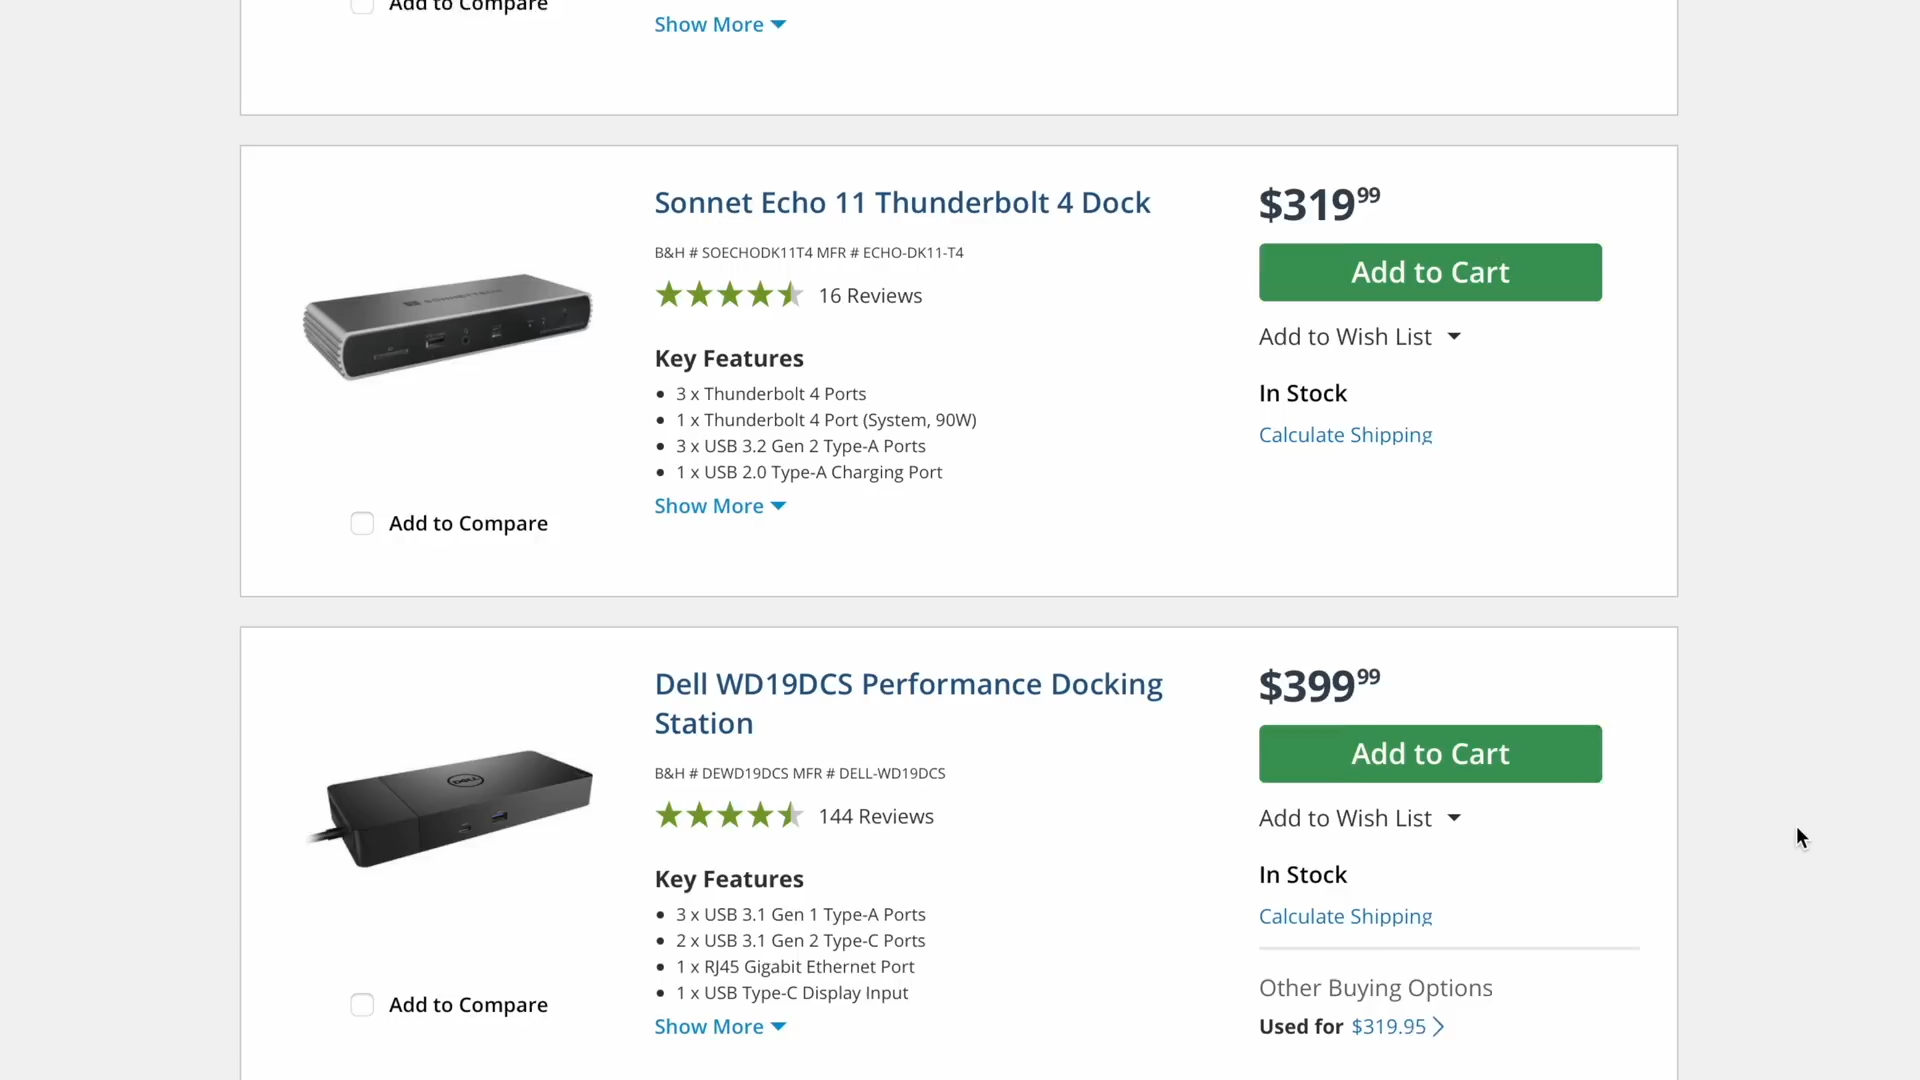 Add to Compare
Show More
Sonnet Echo 11 Thunderbolt 4 Dock
B&H # SOECHODK11T4 MFR # ECHO-DK11-T4
16 Reviews
Key Features
3 x Thunderbolt 4 Ports
1 x Thunderbolt 4 Port (System, 90W)
3 x USB 3.2 Gen 2 Type-A Ports
1 x USB 2.0 Type-A Charging Port
Show More
Add to Compare
$319.99
Add to Cart
Add to Wish List
In Stock
Calculate Shipping
Dell WD19DCS Performance Docking
Station
B&H # DEWD19DCS MFR # DELL-WD19DCS
144 Reviews
Key Features
3 x USB 3.1 Gen 1 Type-A Ports
2 x USB 3.1 Gen 2 Type-C Ports
1 x RJ45 Gigabit Ethernet Port
1 x USB Type-C Display Input
Show More
DELL
Add to Compare
$399.99
Add to Cart
Add to Wish List
In Stock
Calculate Shipping
Other Buying Options
Used for $319.95